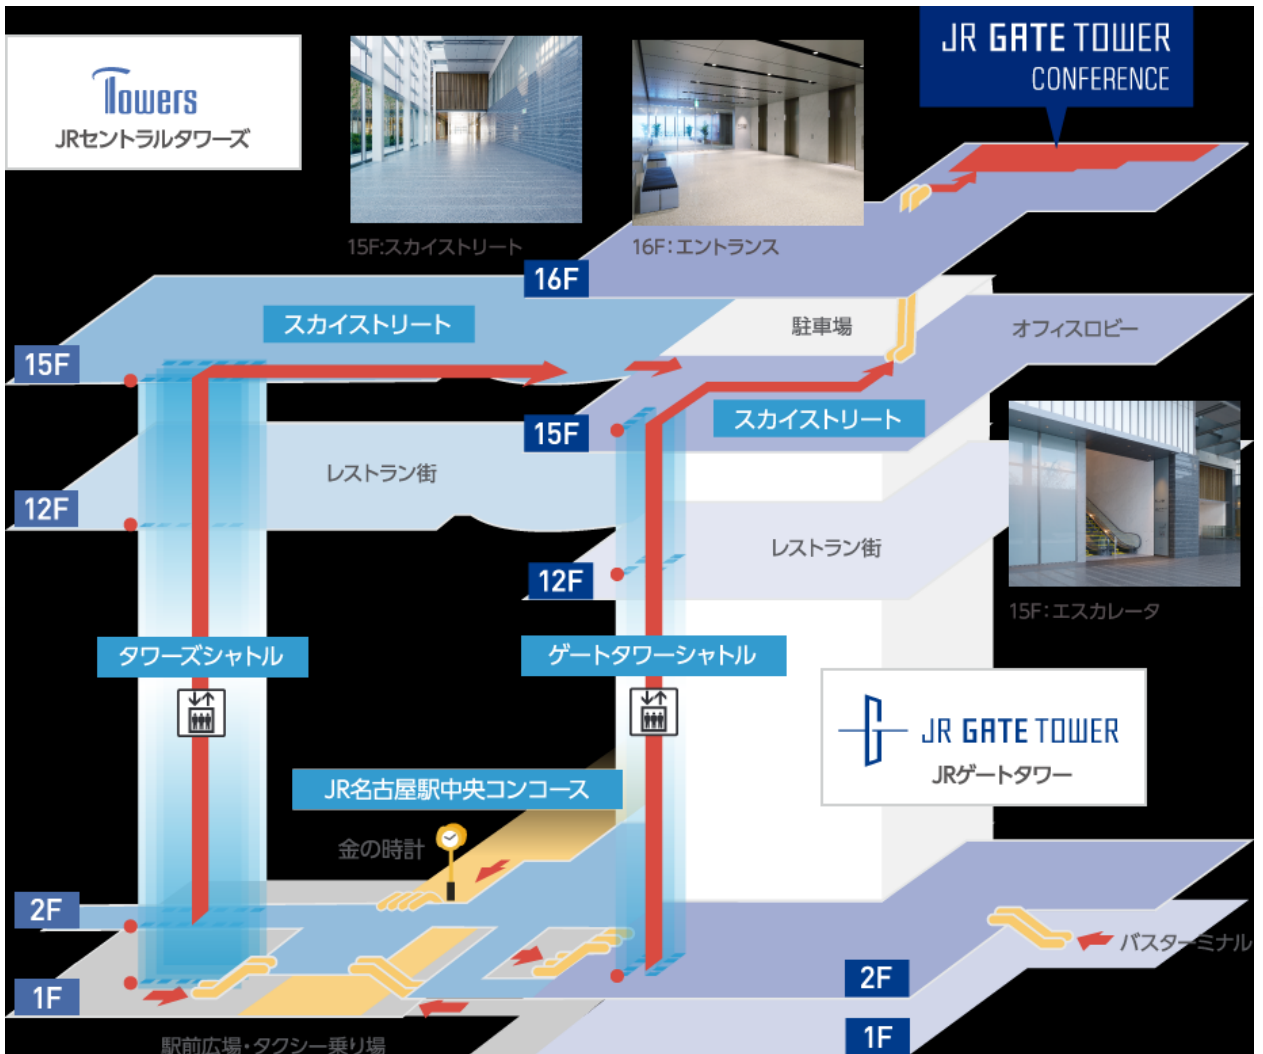 Towers
JRセントラルタワーズ
JR GATE TOWER
CONFERENCE
15F:スカイストリート
16F:エントランス
16F
スカイストリート
駐車場
オフィスロビー
15F
15F
スカイストリート
レストラン街
12F
レストラン街
12F
15F:エスカレータ
タワーズシャトル
ゲートタワーシャトル
JR GATE TOWER
JRゲートタワー
JR名古屋駅中央コンコース
金の時計
2F
バスターミナル
2F
1F
1F
駅前広場・タクシー乗り場